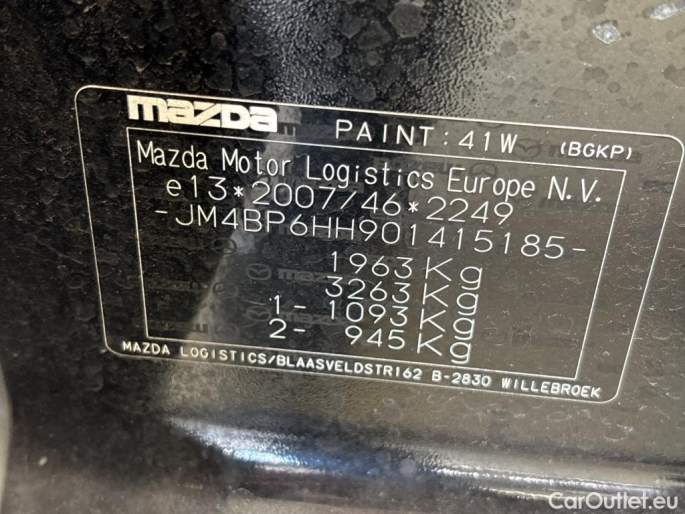 mazda PAINT: 41W (BGKP)
Mazda Motor Logistics Europe N.V.
e13*2007/46*2249
-JM4BP6HH901415185-
1963Kg
3263Kg
1- 1093Kg
2- 945Kg
MAZDA LOGISTICS/BLAASVELDSTR162 B-2830 WILLEBROEK
CarOutlet.eu